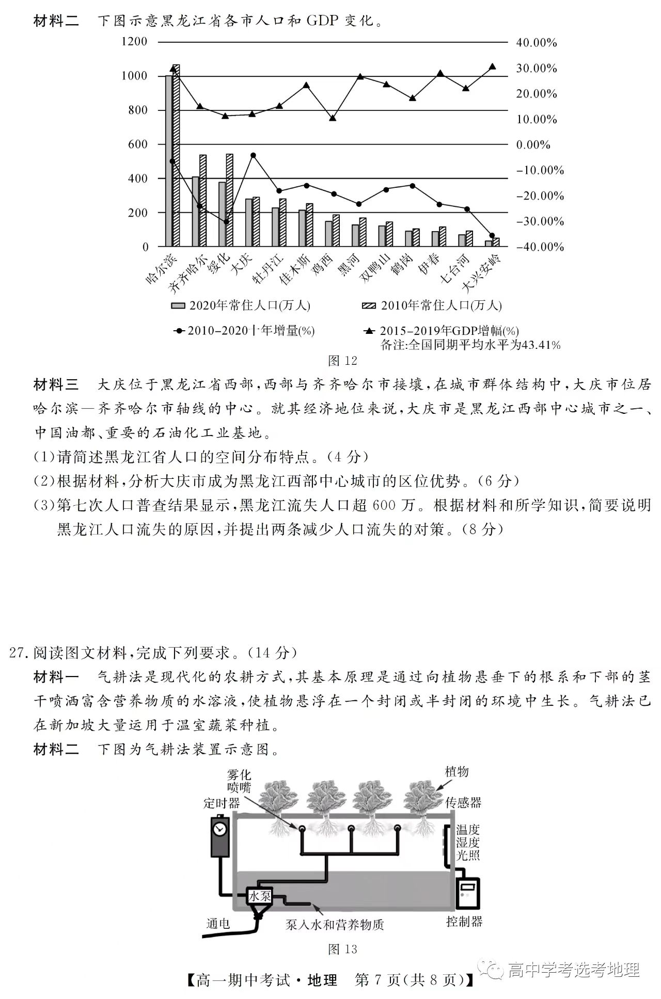 材料二　下图示意黑龙江省各市人口和 GDP 变化。
1200
1000
800
600
400
200
0
40.00%
30.00%
20.00%
10.00%
0.00%
-10.00%
-20.00%
-30.00%
-40.00%
哈尔滨
齐齐哈尔
绥化
大庆
牡丹江
佳木斯
鸡西
黑河
双鸭山
鹤岗
伊春
七台河
大兴安岭
2020年常住人口(万人)
2010年常住人口(万人)
2010-2020十年增量(%)
2015-2019年GDP增幅(%)
备注:全国同期平均水平为43.41%
图 12
材料三　大庆位于黑龙江省西部,西部与齐齐哈尔市接壤,在城市群体结构中,大庆市位居
哈尔滨—齐齐哈尔市轴线的中心。就其经济地位来说,大庆市是黑龙江西部中心城市之一、
中国油都、重要的石油化工业基地。
(1)请简述黑龙江省人口的空间分布特点。(4 分)
(2)根据材料,分析大庆市成为黑龙江西部中心城市的区位优势。(6 分)
(3)第七次人口普查结果显示,黑龙江流失人口超 600 万。根据材料和所学知识,简要说明
黑龙江人口流失的原因,并提出两条减少人口流失的对策。(8 分)
27.阅读图文材料,完成下列要求。(14 分)
材料一　气耕法是现代化的农耕方式,其基本原理是通过向植物悬垂下的根系和下部的茎
干喷洒富含营养物质的水溶液,使植物悬浮在一个封闭或半封闭的环境中生长。气耕法已
在新加坡大量运用于温室蔬菜种植。
材料二　下图为气耕法装置示意图。
雾化
喷嘴
植物
定时器
传感器
温度
湿度
光照
水泵
通电
泵入水和营养物质
控制器
图 13
【高一期中考试·地理　第 7 页(共 8 页)】
高中学考选考地理